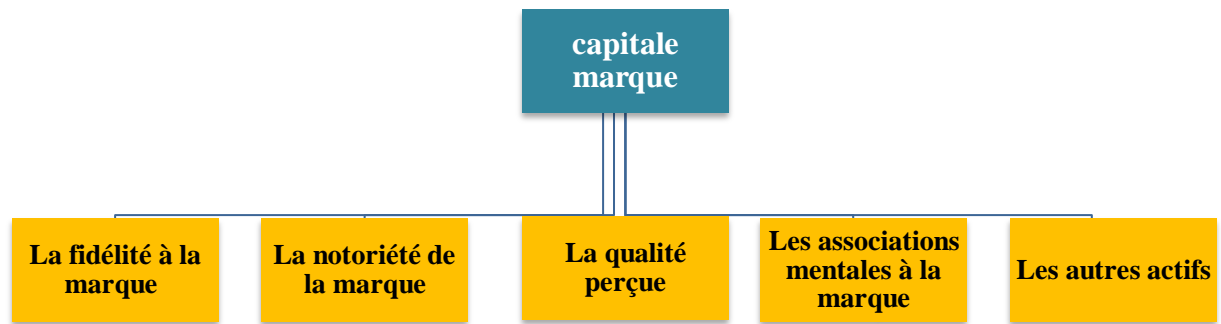 capitale
marque
La fidélité à la
marque
La notoriété de
la marque
La qualité
perçue
Les associations
mentales à la
marque
Les autres actifs